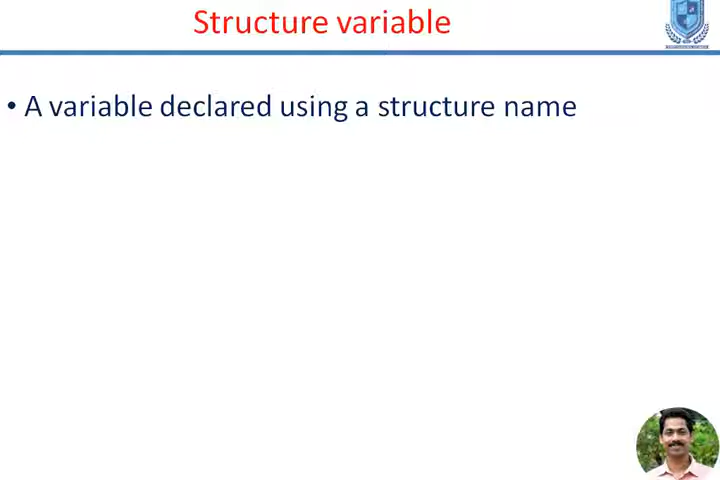 Structure variable
• A variable declared using a structure name